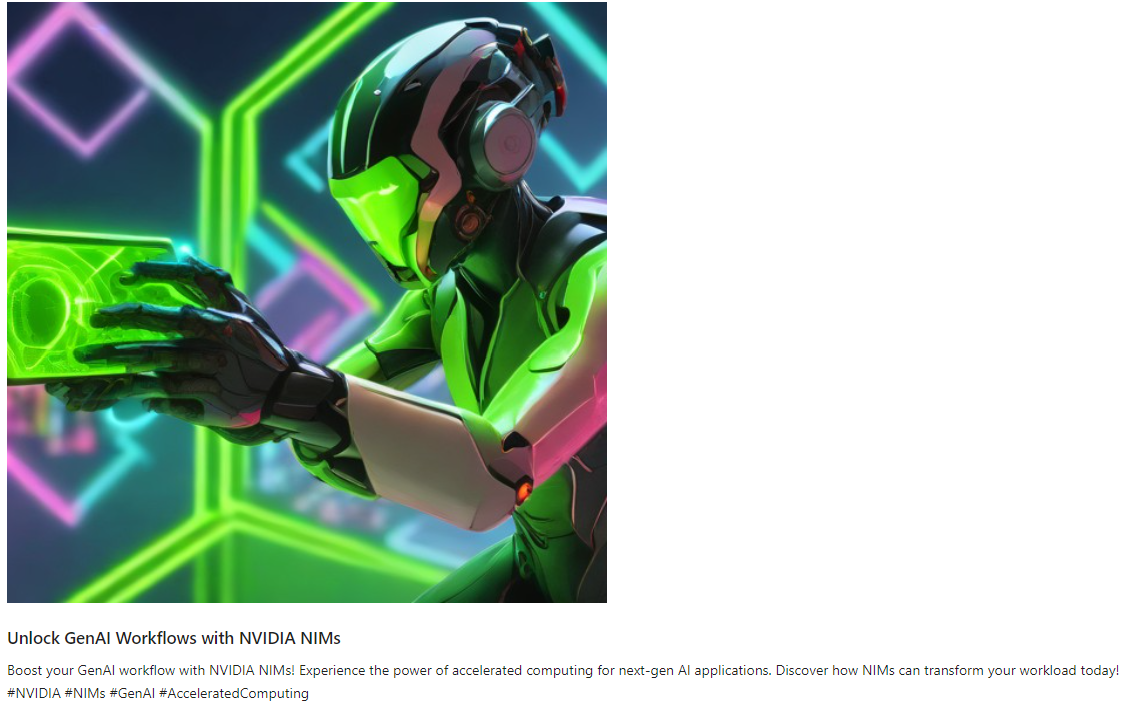 Unlock GenAI Workflows with NVIDIA NIMs
Boost your GenAI workflow with NVIDIA NIMs! Experience the power of accelerated computing for next-gen AI applications. Discover how NIMs can transform your workload today!
#NVIDIA #NIMs #GenAI #AcceleratedComputing